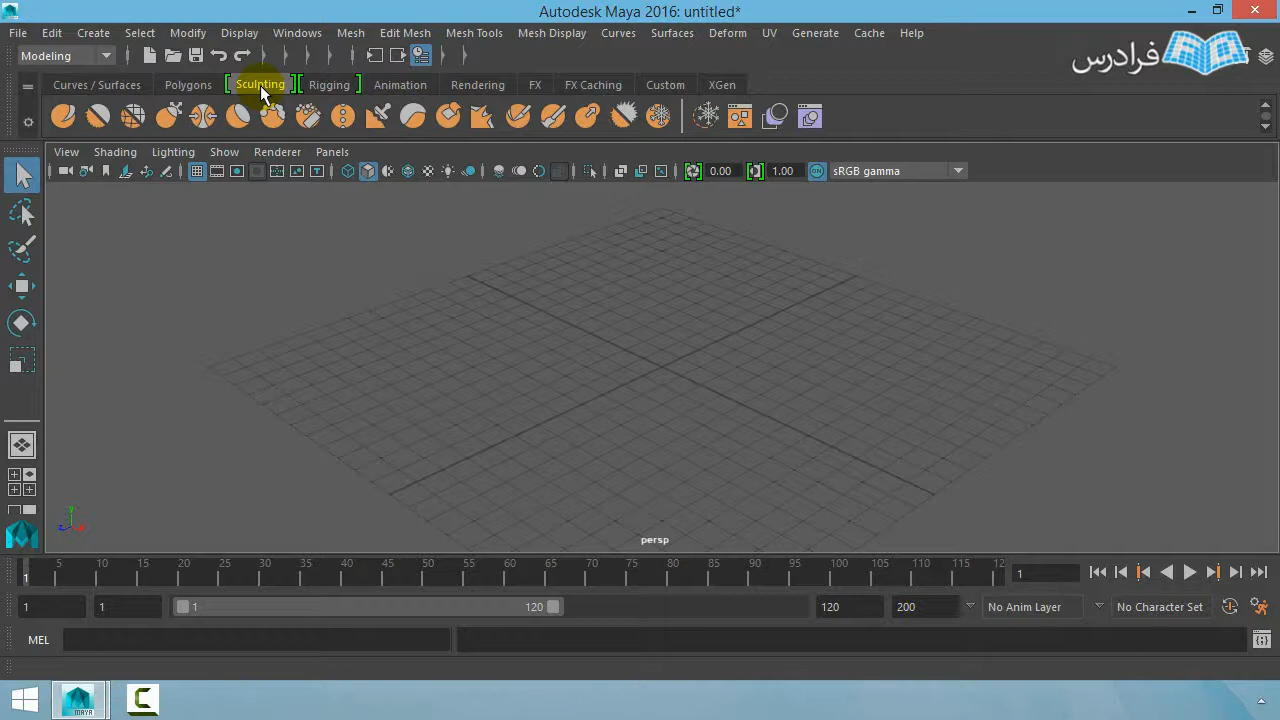 Autodesk Maya 2016: untitled*
File Edit Create Select Modify Display Windows Mesh Edit Mesh Mesh Tools Mesh Display Curves Surfaces Deform UV Generate Cache Help
Modeling
فرادرس
Curves / Surfaces Polygons Sculpting Rigging Animation Rendering FX FX Caching Custom XGen
View Shading Lighting Show Renderer Panels
0.00 1.00 ON sRGB gamma
y
z x
persp
5 10 15 20 25 30 35 40 45 50 55 60 65 70 75 80 85 90 95 100 105 110 115 12
1 1
1 1 1 120 120 200 No Anim Layer No Character Set
MEL
MAYA C